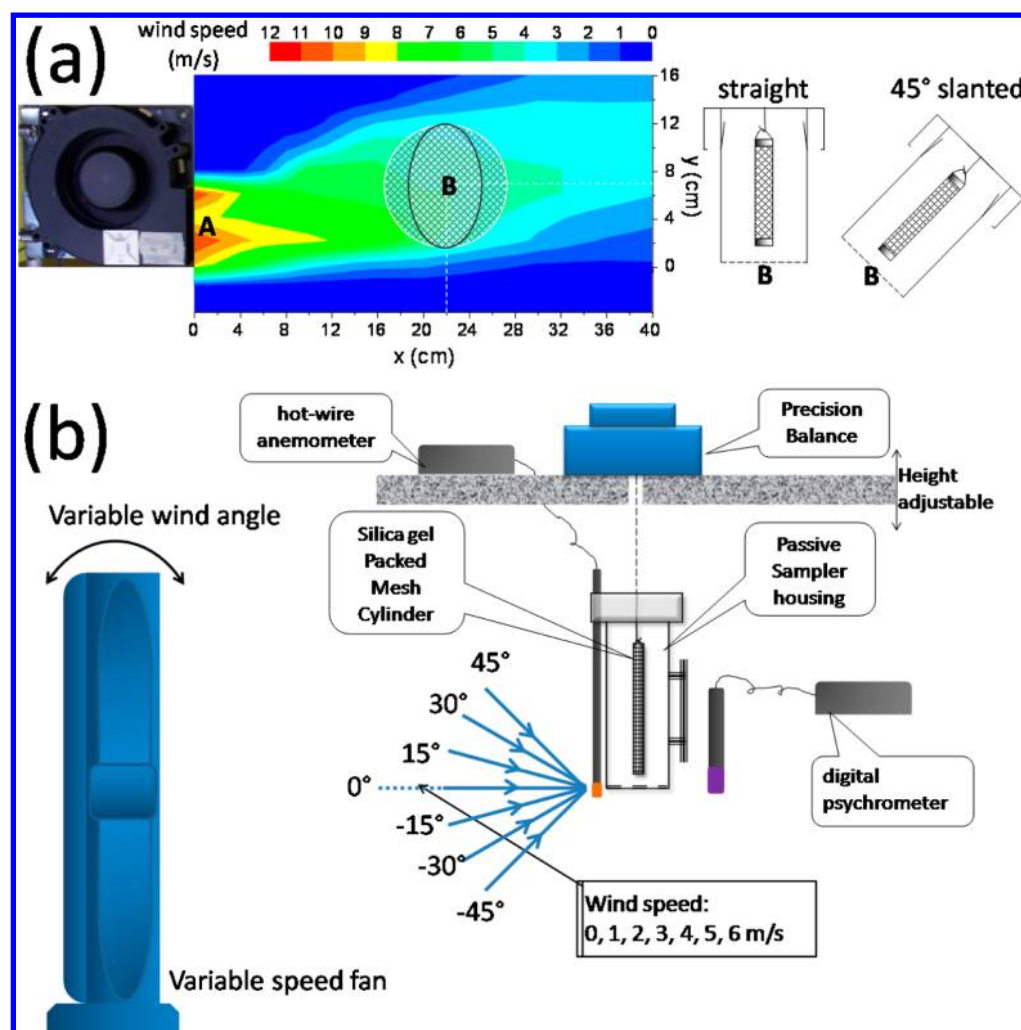 (a)
wind speed
(m/s)
12 11 10 9 8 7 6 5 4 3 2 1 0
16
12
8
4
0
y (cm)
A
B
0 4 8 12 16 20 24 28 32 36 40
x (cm)
straight
45° slanted
B
B
(b)
hot-wire
anemometer
Precision
Balance
Height
adjustable
Variable wind angle
Silica gel
Packed
Mesh
Cylinder
Passive
Sampler
housing
45°
30°
15°
0°
-15°
-30°
-45°
digital
psychrometer
Wind speed:
0, 1, 2, 3, 4, 5, 6 m/s
Variable speed fan